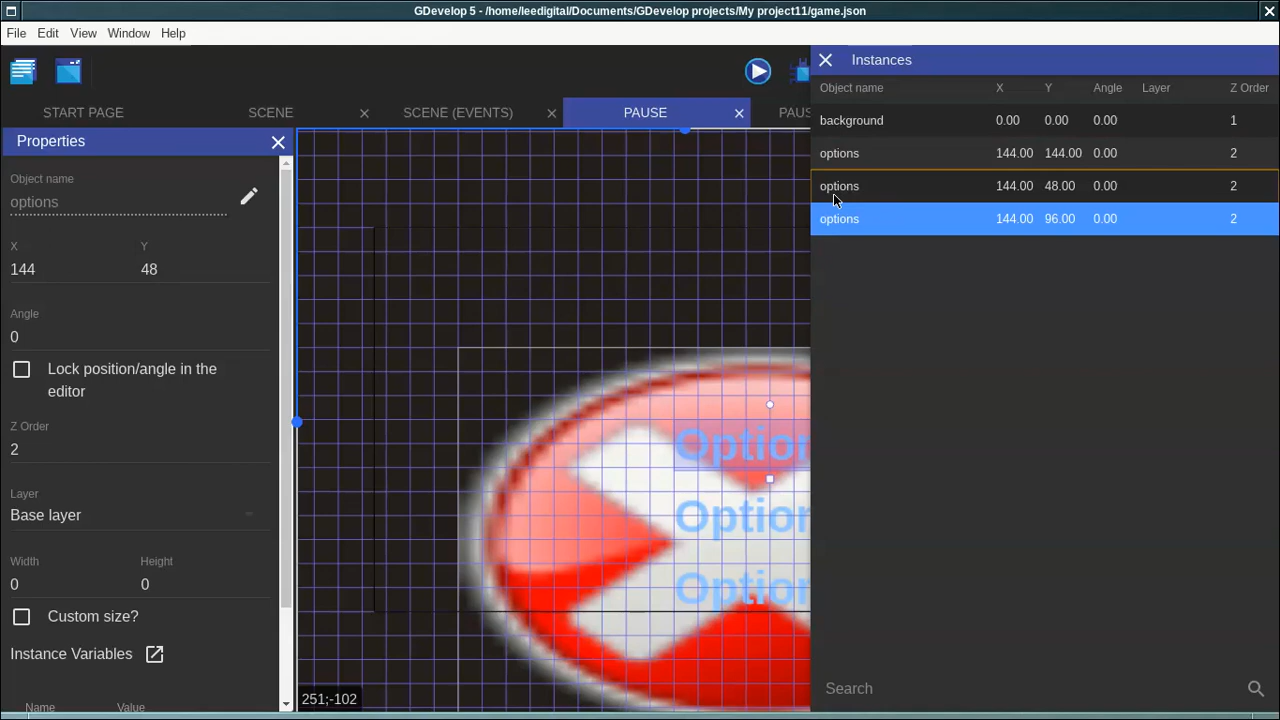 GDevelop 5 - /home/leedigital/Documents/GDevelop projects/My project11/game.json
File Edit View Window Help
START PAGE SCENE SCENE (EVENTS) PAUSE PAUS
Properties
Object name
options
X Y
144 48
Angle
0
Lock position/angle in the
editor
Z Order
2
Layer
Base layer
Width Height
0 0
Custom size?
Instance Variables
Name Value
Option
Option
Option
251;-102
Instances
Object name X Y Angle Layer Z Order
background 0.00 0.00 0.00 1
options 144.00 144.00 0.00 2
options 144.00 48.00 0.00 2
options 144.00 96.00 0.00 2
Search